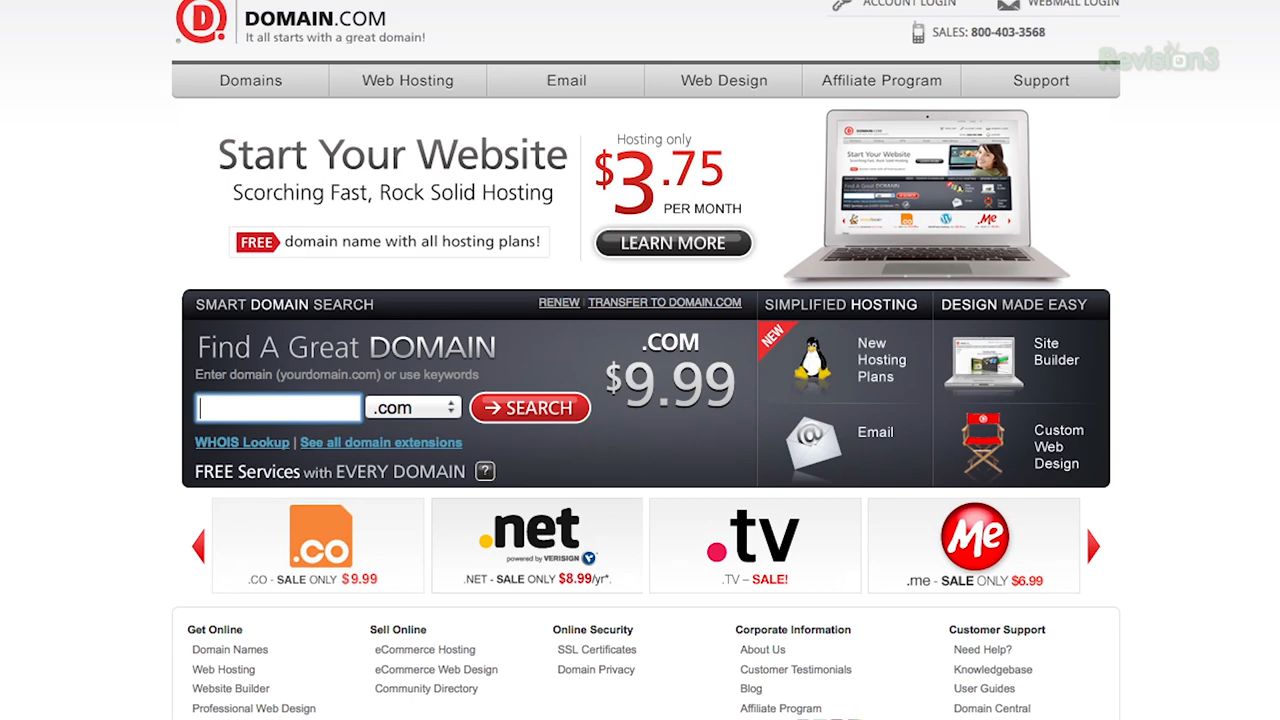 DOMAIN.COM
It all starts with a great domain!
ACCOUNT LOGIN
WEBMAIL LOGIN
SALES: 800-403-3568
Revision3
Domains
Web Hosting
Email
Web Design
Affiliate Program
Support
Start Your Website
Scorching Fast, Rock Solid Hosting
FREE domain name with all hosting plans!
Hosting only
$3.75
PER MONTH
LEARN MORE
SMART DOMAIN SEARCH
RENEW | TRANSFER TO DOMAIN.COM
SIMPLIFIED HOSTING
DESIGN MADE EASY
Find A Great DOMAIN
Enter domain (yourdomain.com) or use keywords
.com
SEARCH
.COM
$9.99
WHOIS Lookup | See all domain extensions
FREE Services with EVERY DOMAIN ?
NEW
New
Hosting
Plans
Email
Site
Builder
Custom
Web
Design
.co
.CO - SALE ONLY $9.99
.net
powered by VERISIGN
.NET - SALE ONLY $8.99/yr*.
.tv
.TV – SALE!
Me
.me - SALE ONLY $6.99
Get Online
Domain Names
Web Hosting
Website Builder
Professional Web Design
Sell Online
eCommerce Hosting
eCommerce Web Design
Community Directory
Online Security
SSL Certificates
Domain Privacy
Corporate Information
About Us
Customer Testimonials
Blog
Affiliate Program
Customer Support
Need Help?
Knowledgebase
User Guides
Domain Central